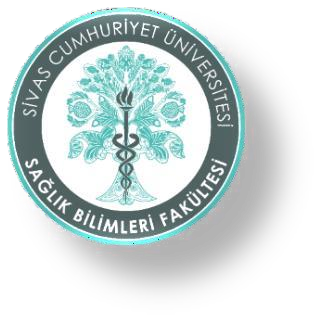 SİVAS CUMHURİYET ÜNİVERSİTESİ
SAĞLIK BİLİMLERİ FAKÜLTESİ